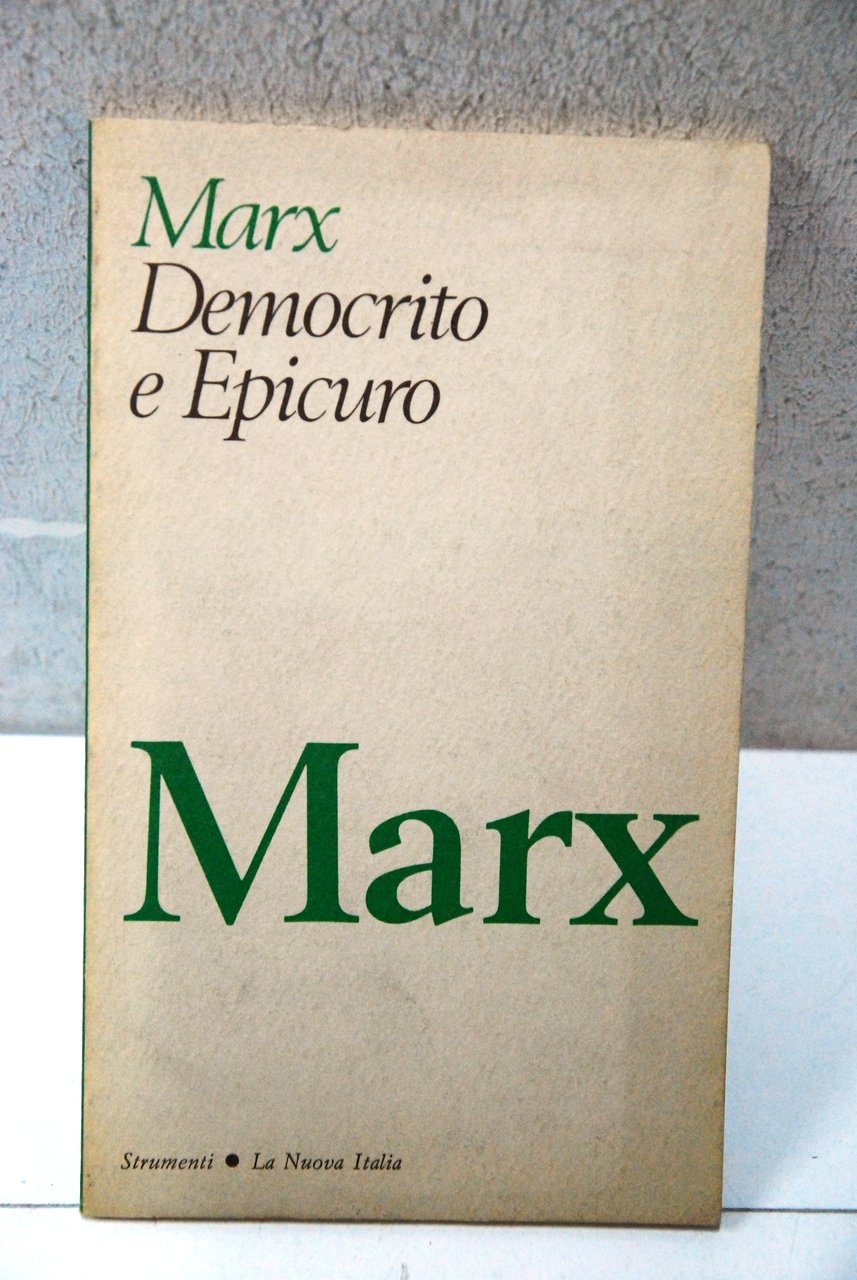 Marx
Democrito
e Epicuro
Marx
Strumenti • La Nuova Italia